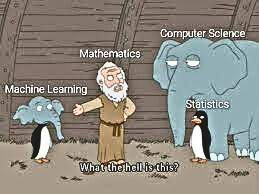 Computer Science
Mathematics
Machine Learning
Statistics
What the hell is this?